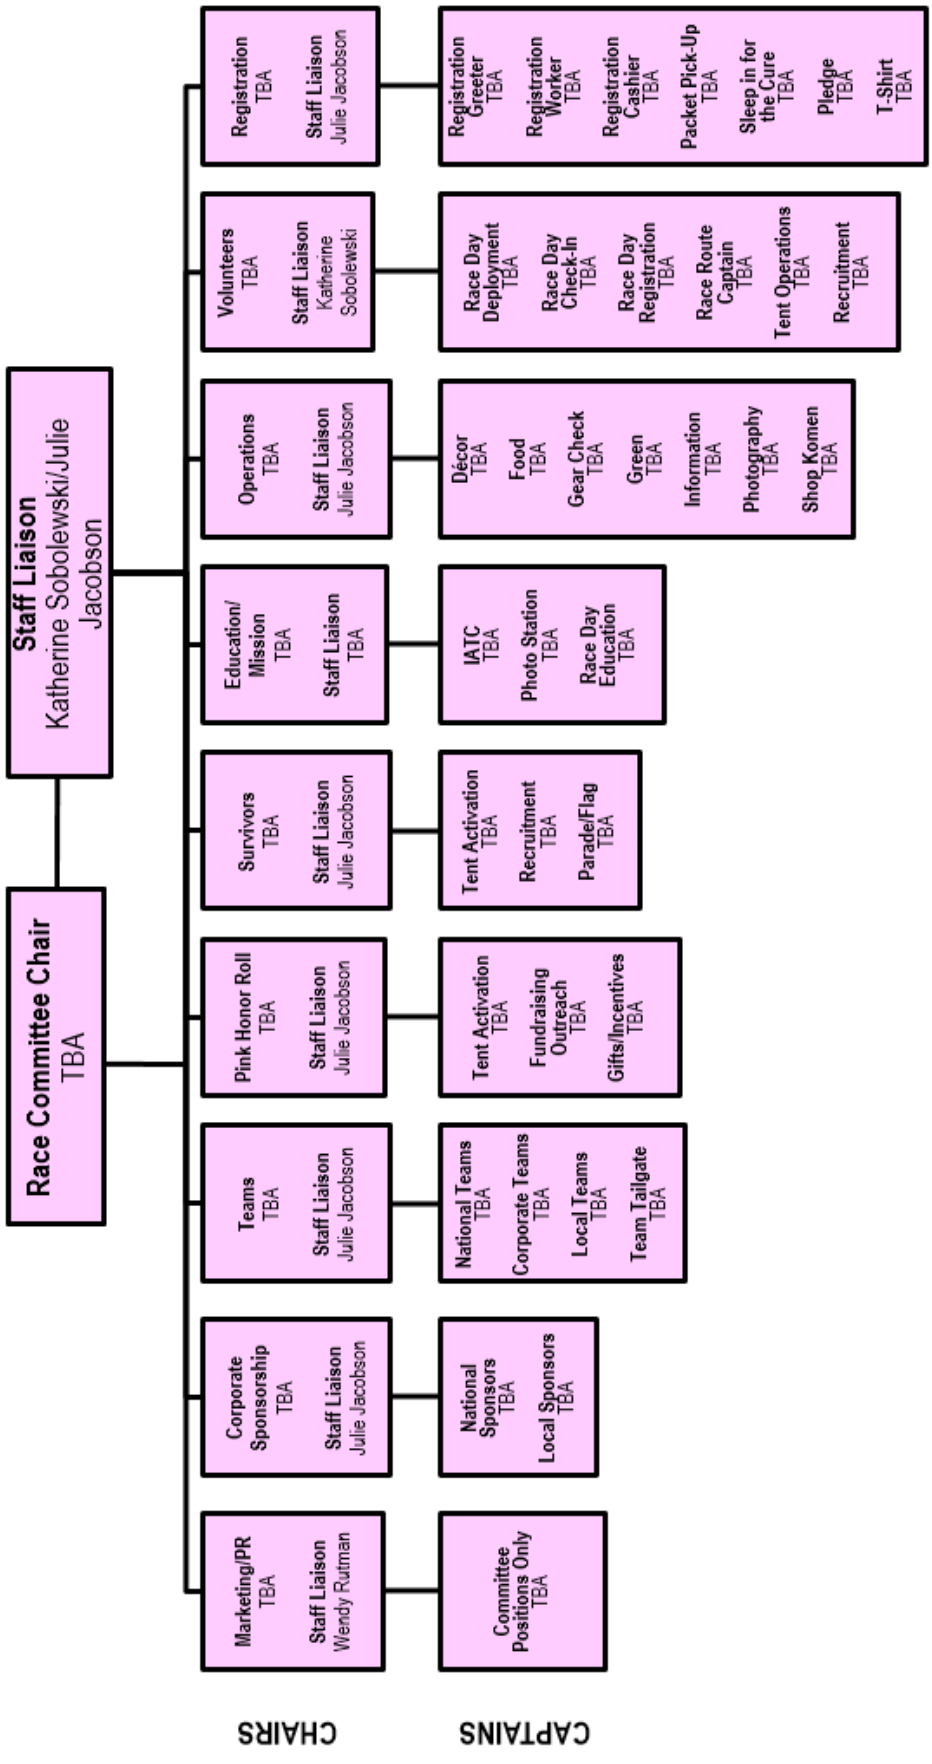 Race Committee Chair
TBA
Staff Liaison
Katherine Sobolewski/Julie
Jacobson
CHAIRS
Marketing/PR
TBA
Staff Liaison
Wendy Rutman
Corporate
Sponsorship
TBA
Staff Liaison
Julie Jacobson
Teams
TBA
Staff Liaison
Julie Jacobson
Pink Honor Roll
TBA
Staff Liaison
Julie Jacobson
Survivors
TBA
Staff Liaison
Julie Jacobson
Education/
Mission
TBA
Staff Liaison
TBA
Operations
TBA
Staff Liaison
Julie Jacobson
Volunteers
TBA
Staff Liaison
Katherine
Sobolewski
Registration
TBA
Staff Liaison
Julie Jacobson
CAPTAINS
Committee
Positions Only
TBA
National
Sponsors
TBA
Local Sponsors
TBA
National Teams
TBA
Corporate Teams
TBA
Local Teams
TBA
Team Tailgate
TBA
Tent Activation
TBA
Fundraising
Outreach
TBA
Gifts/Incentives
TBA
Tent Activation
TBA
Recruitment
TBA
Parade/Flag
TBA
IATC
TBA
Photo Station
TBA
Race Day
Education
TBA
Décor
TBA
Food
TBA
Gear Check
TBA
Green
TBA
Information
TBA
Photography
TBA
Shop Komen
TBA
Race Day
Deployment
TBA
Race Day
Check-In
TBA
Race Day
Registration
TBA
Race Route
Captain
TBA
Tent Operations
TBA
Recruitment
TBA
Registration
Greeter
TBA
Registration
Worker
TBA
Registration
Cashier
TBA
Packet Pick-Up
TBA
Sleep in for
the Cure
TBA
Pledge
TBA
T-Shirt
TBA